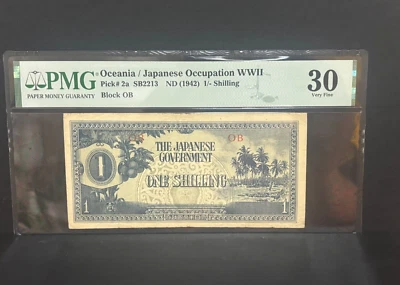 PMG
PAPER MONEY GUARANTY
Oceania / Japanese Occupation WWII
Pick# 2a SB2213 ND (1942) 1/- Shilling
Block OB
30
Very Fine
THE JAPANESE
GOVERNMENT
OB
1
ONE SHILLING
1
1